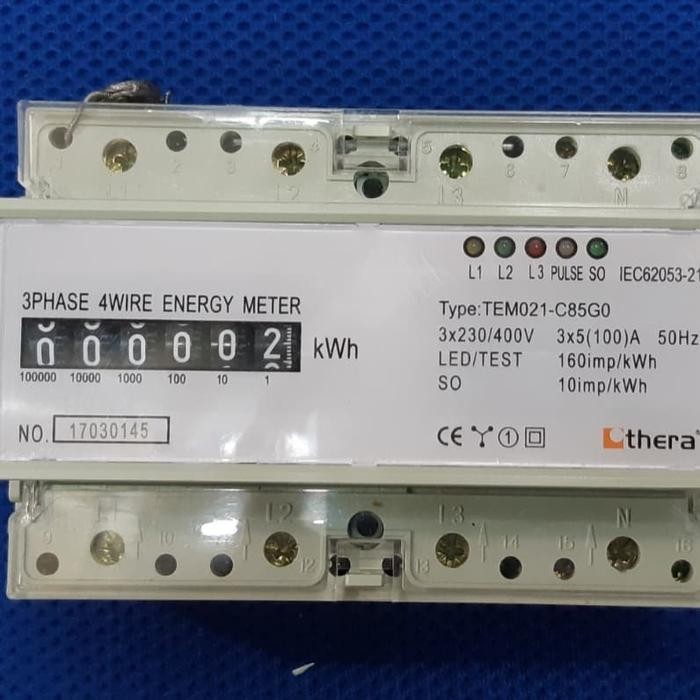 1 2 3 4 5 6 7 8
L1 L2 L3 N
L1 L2 L3 PULSE SO IEC62053-21
3PHASE 4WIRE ENERGY METER
Type:TEM021-C85G0
3x230/400V 3x5(100)A 50Hz
000002 kWh
LED/TEST 160imp/kWh
100000 10000 1000 100 10 1
SO 10imp/kWh
NO. 17030145
CE 1 thera
L1 L2 L3 N
9 10 12 13 14 15 16